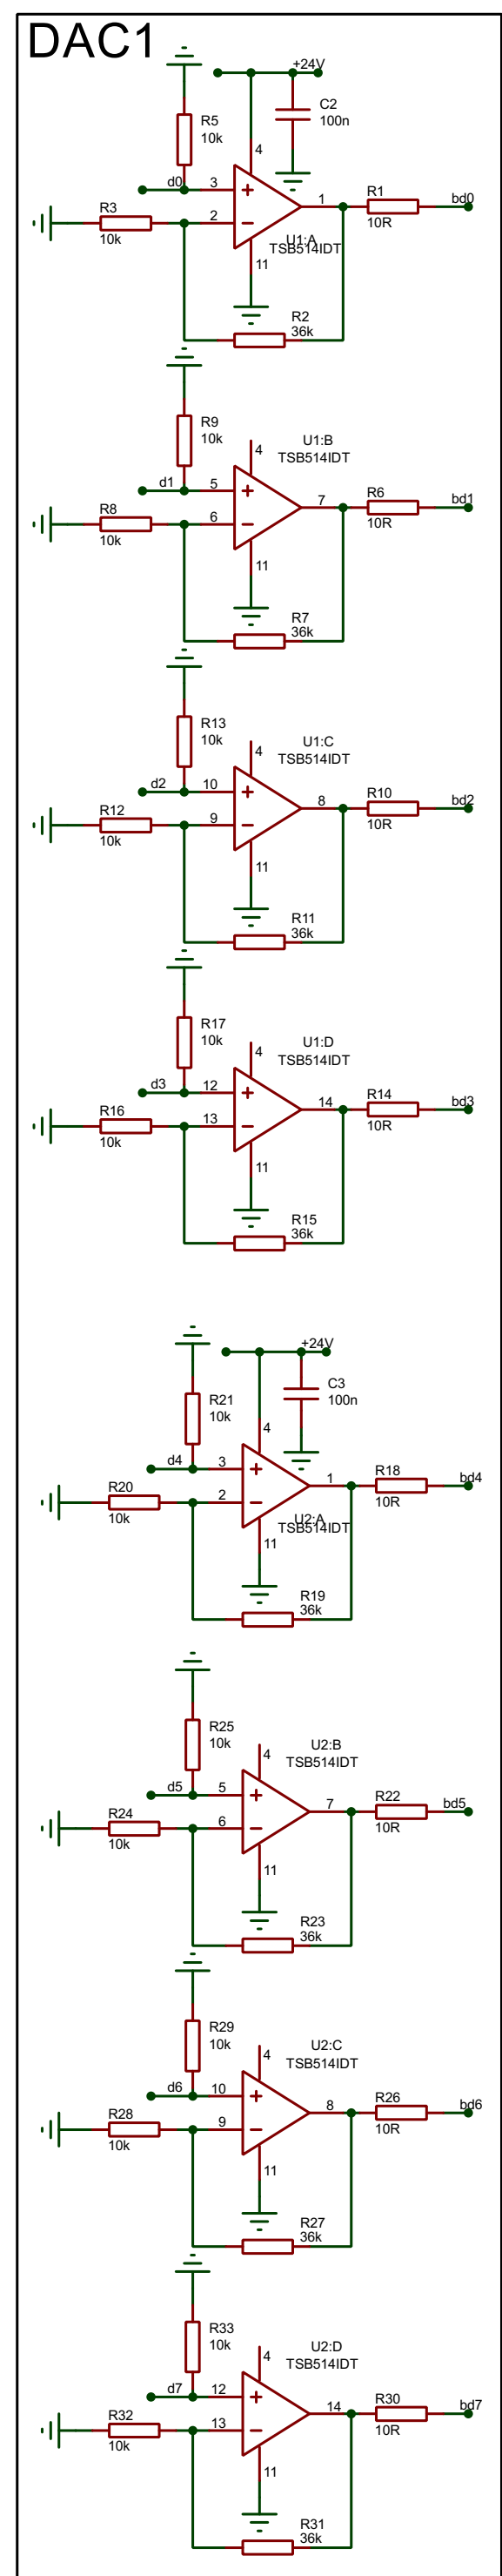 DAC1
+24V
C2
100n
R5
10k
4
d0
3
1
R1
bd0
10R
R3
10k
2
U1:A
TSB514IDT
11
R2
36k
R9
10k
U1:B
TSB514IDT
4
d1
5
7
R6
bd1
10R
R8
10k
6
11
R7
36k
R13
10k
U1:C
TSB514IDT
4
d2
10
8
R10
bd2
10R
R12
10k
9
11
R11
36k
R17
10k
U1:D
TSB514IDT
4
d3
12
14
R14
bd3
10R
R16
10k
13
11
R15
36k
+24V
C3
100n
R21
10k
4
d4
3
1
R18
bd4
10R
R20
10k
2
U2:A
TSB514IDT
11
R19
36k
R25
10k
U2:B
TSB514IDT
4
d5
5
7
R22
bd5
10R
R24
10k
6
11
R23
36k
R29
10k
U2:C
TSB514IDT
4
d6
10
8
R26
bd6
10R
R28
10k
9
11
R27
36k
R33
10k
U2:D
TSB514IDT
4
d7
12
14
R30
bd7
10R
R32
10k
13
11
R31
36k